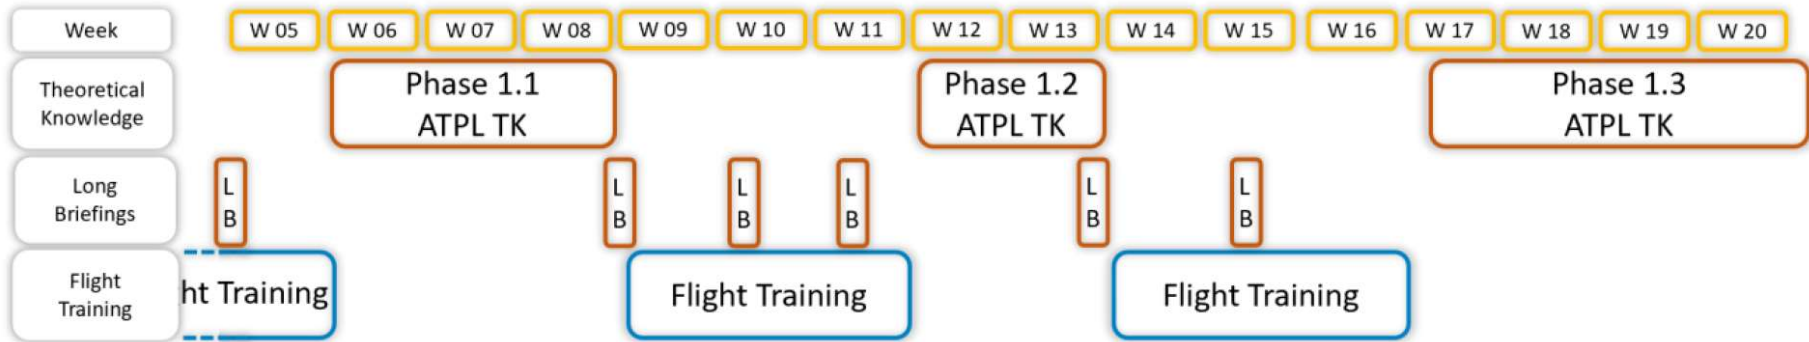 Week
W 05
W 06
W 07
W 08
W 09
W 10
W 11
W 12
W 13
W 14
W 15
W 16
W 17
W 18
W 19
W 20
Theoretical
Knowledge
Phase 1.1
ATPL TK
Phase 1.2
ATPL TK
Phase 1.3
ATPL TK
Long
Briefings
L
B
L
B
L
B
L
B
L
B
L
B
Flight
Training
ht Training
Flight Training
Flight Training